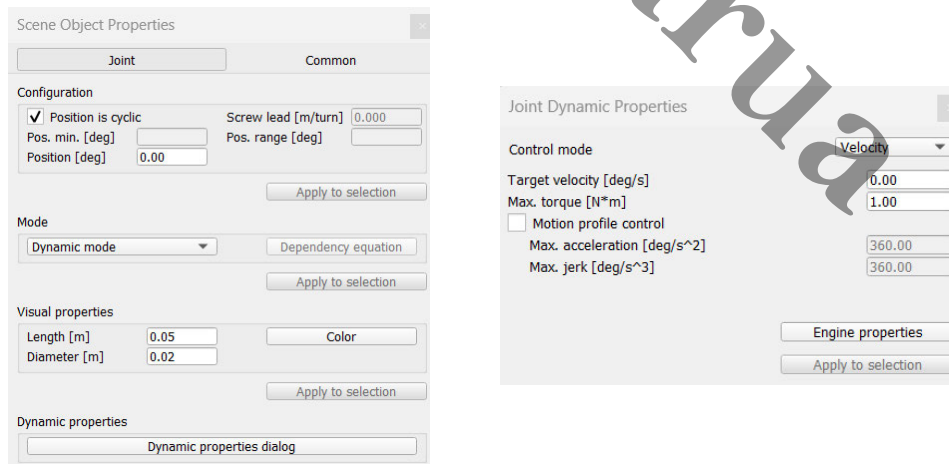 Scene Object Properties
Joint Common
Configuration
Position is cyclic Screw lead [m/turn] 0.000
Pos. min. [deg] Pos. range [deg]
Position [deg] 0.00
Apply to selection
Mode
Dynamic mode Dependency equation
Apply to selection
Visual properties
Length [m] 0.05 Color
Diameter [m] 0.02
Apply to selection
Dynamic properties
Dynamic properties dialog
Joint Dynamic Properties
Control mode Velocity
Target velocity [deg/s] 0.00
Max. torque [N*m] 1.00
Motion profile control
Max. acceleration [deg/s^2] 360.00
Max. jerk [deg/s^3] 360.00
Engine properties
Apply to selection
rua